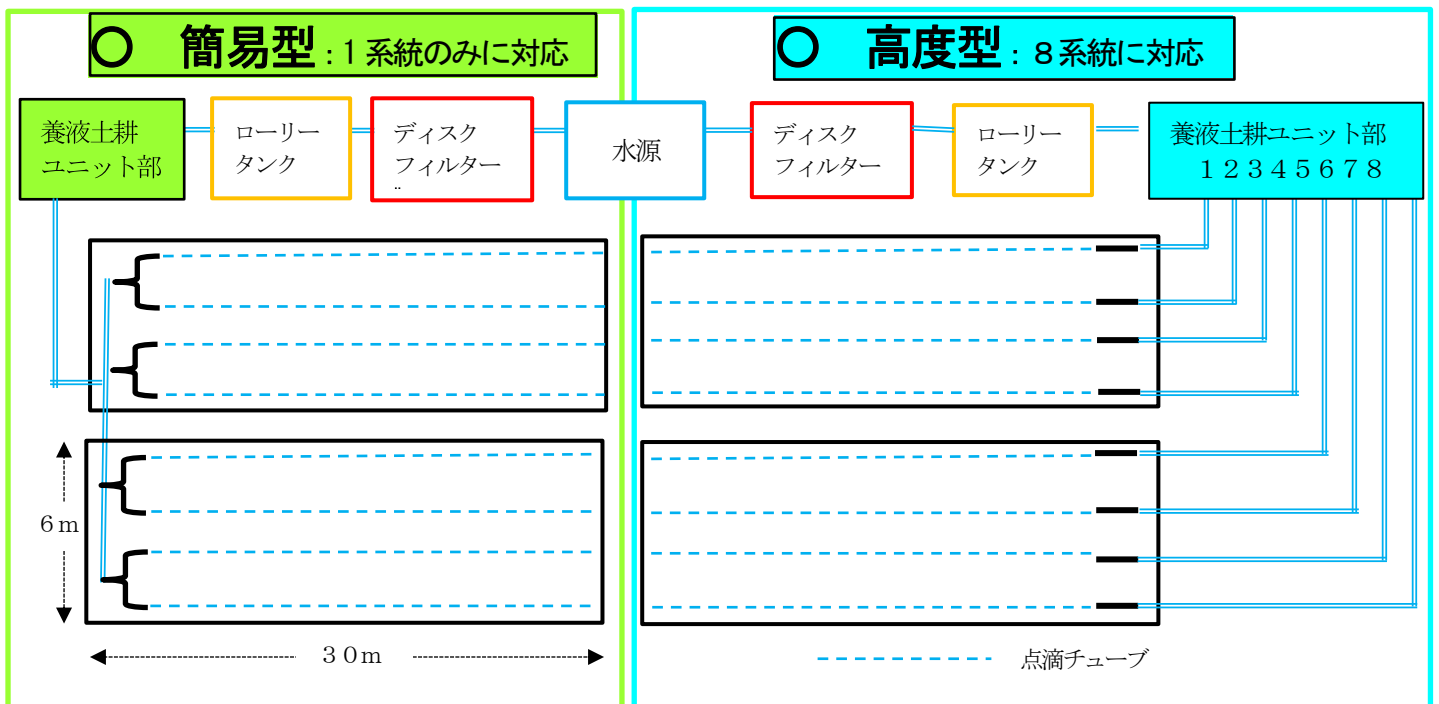 〇 簡易型：1系統のみに対応
〇 高度型：８系統に対応
養液土耕
ユニット部
ローリー
タンク
ディスク
フィルター
水源
ディスク
フィルター
ローリー
タンク
養液土耕ユニット部
１２３４５６７８
６ｍ
３０ｍ
点滴チューブ